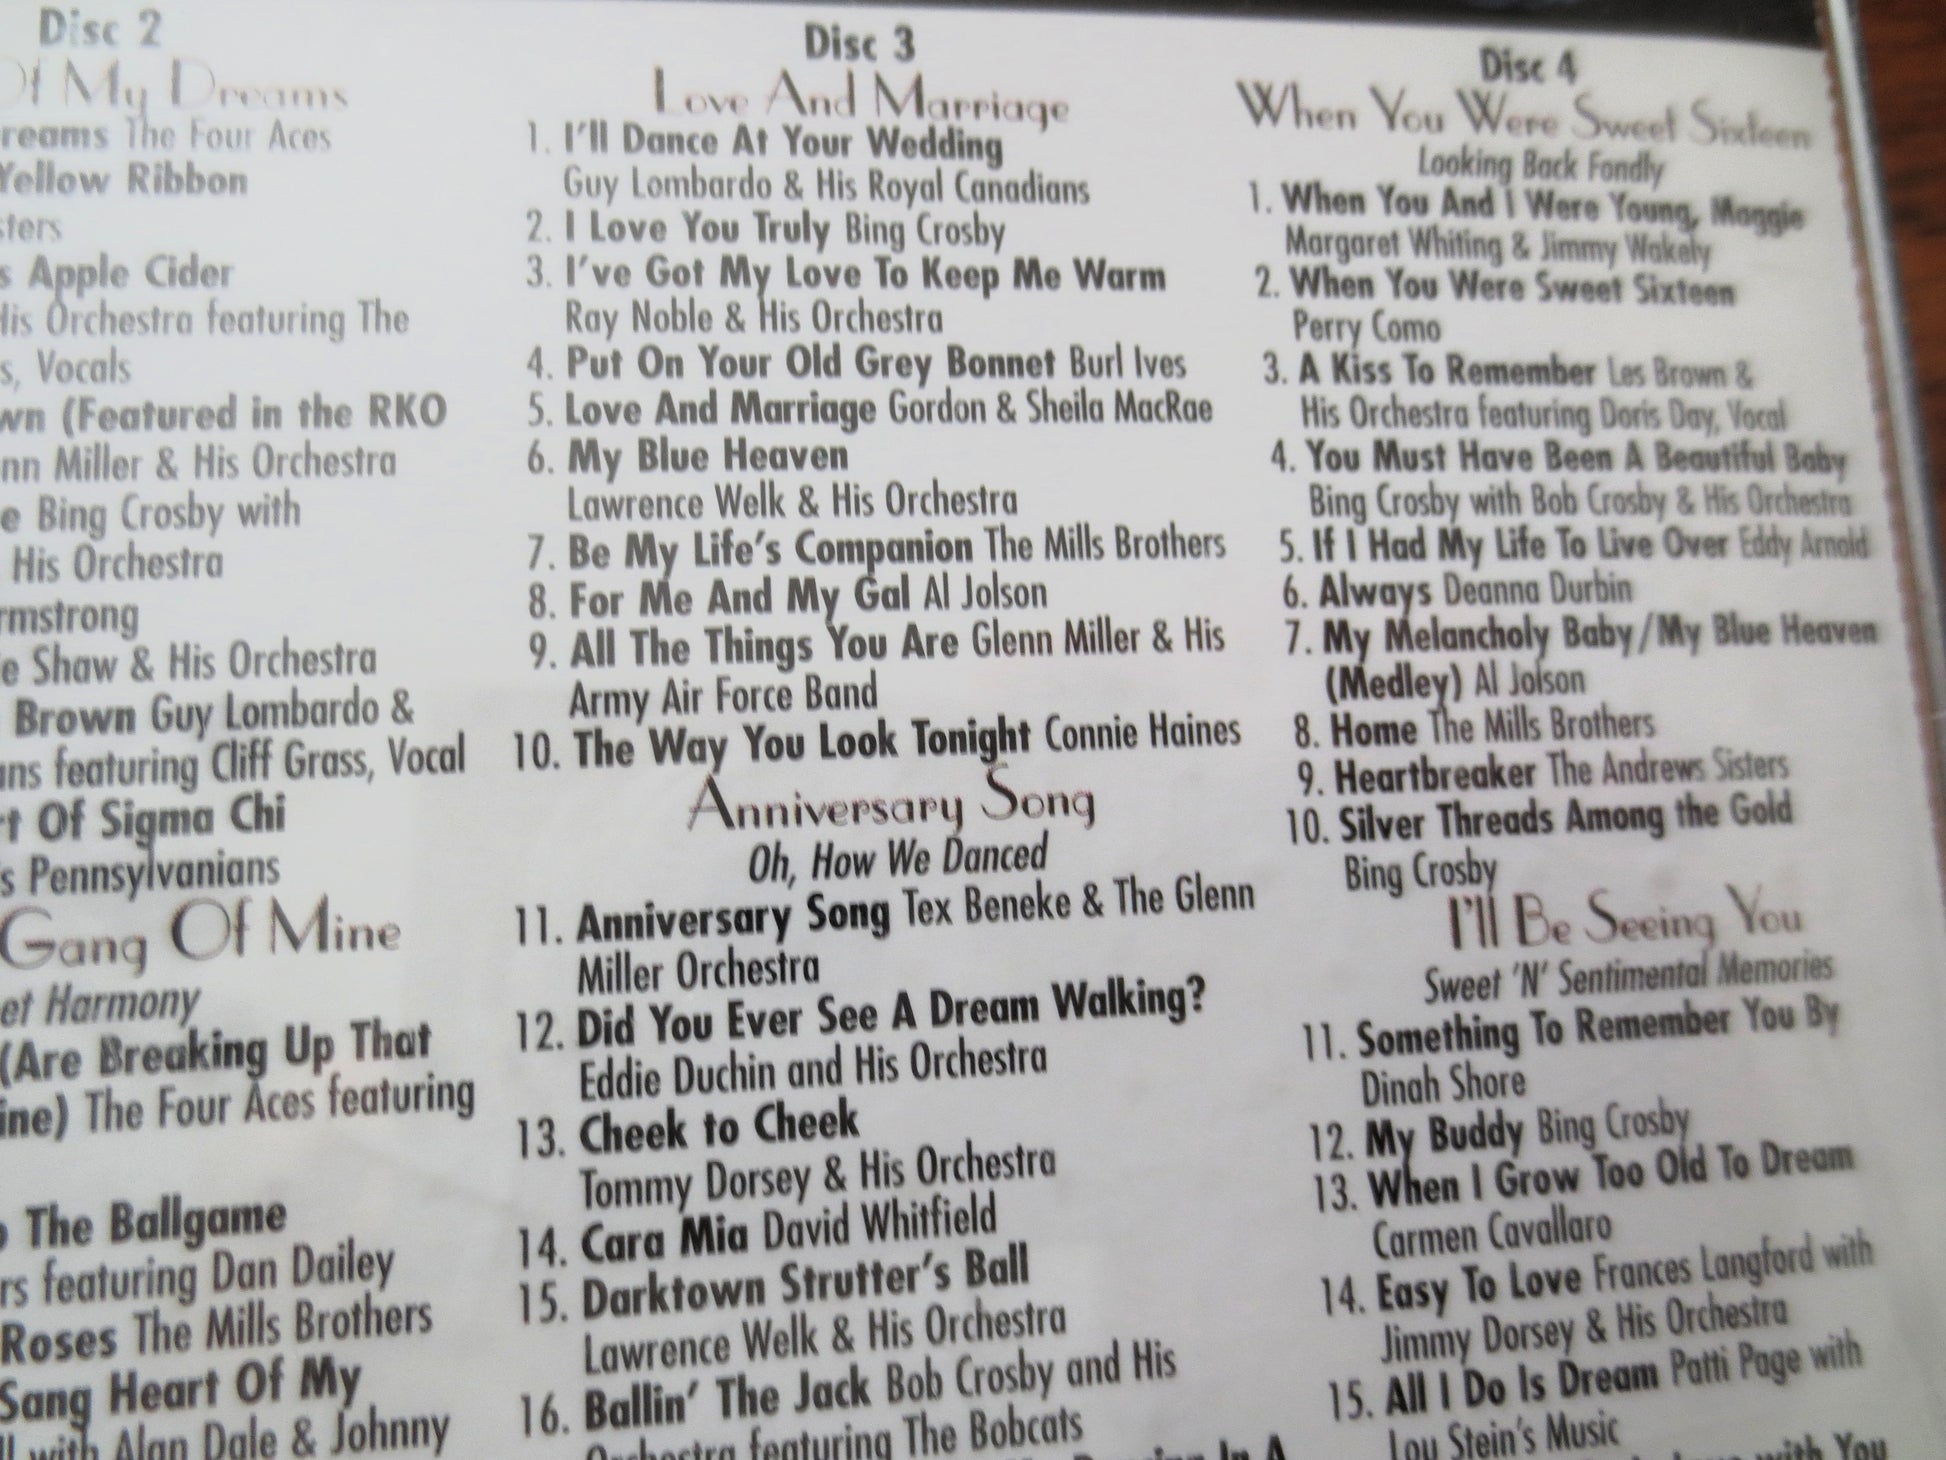 Disc 2
Of My Dreams
reams The Four Aces
Yellow Ribbon
sters
s Apple Cider
His Orchestra featuring The
s, Vocals
wn (Featured in the RKO
nn Miller & His Orchestra
e Bing Crosby with
His Orchestra
rmstrong
e Shaw & His Orchestra
Brown Guy Lombardo &
ans featuring Cliff Grass, Vocal
t Of Sigma Chi
s Pennsylvanians
Gang Of Mine
et Harmony
(Are Breaking Up That
ine) The Four Aces featuring
The Ballgame
rs featuring Dan Dailey
Roses The Mills Brothers
Sang Heart Of My
ll with Alan Dale & Johnny
Disc 3
Love And Marriage
1. I'll Dance At Your Wedding
Guy Lombardo & His Royal Canadians
2. I Love You Truly Bing Crosby
3. I've Got My Love To Keep Me Warm
Ray Noble & His Orchestra
4. Put On Your Old Grey Bonnet Burl Ives
5. Love And Marriage Gordon & Sheila MacRae
6. My Blue Heaven
Lawrence Welk & His Orchestra
7. Be My Life's Companion The Mills Brothers
8. For Me And My Gal Al Jolson
9. All The Things You Are Glenn Miller & His
Army Air Force Band
10. The Way You Look Tonight Connie Haines
Anniversary Song
Oh, How We Danced
11. Anniversary Song Tex Beneke & The Glenn
Miller Orchestra
12. Did You Ever See A Dream Walking?
Eddie Duchin and His Orchestra
13. Cheek to Cheek
Tommy Dorsey & His Orchestra
14. Cara Mia David Whitfield
15. Darktown Strutter's Ball
Lawrence Welk & His Orchestra
16. Ballin' The Jack Bob Crosby and His
Orchestra featuring The Bobcats
In A
Disc 4
When You Were Sweet Sixteen
Looking Back Fondly
1. When You And I Were Young, Maggie
Margaret Whiting & Jimmy Wakely
2. When You Were Sweet Sixteen
Perry Como
3. A Kiss To Remember Les Brown &
His Orchestra featuring Doris Day, Vocal
4. You Must Have Been A Beautiful Baby
Bing Crosby with Bob Crosby & His Orchestra
5. If I Had My Life To Live Over Eddy Arnold
6. Always Deanna Durbin
7. My Melancholy Baby/My Blue Heaven
(Medley) Al Jolson
8. Home The Mills Brothers
9. Heartbreaker The Andrews Sisters
10. Silver Threads Among the Gold
Bing Crosby
I'll Be Seeing You
Sweet 'N' Sentimental Memories
11. Something To Remember You By
Dinah Shore
12. My Buddy Bing Crosby
13. When I Grow Too Old To Dream
Carmen Cavallaro
14. Easy To Love Frances Langford with
Jimmy Dorsey & His Orchestra
15. All I Do Is Dream Patti Page with
Lou Stein's Music
with You